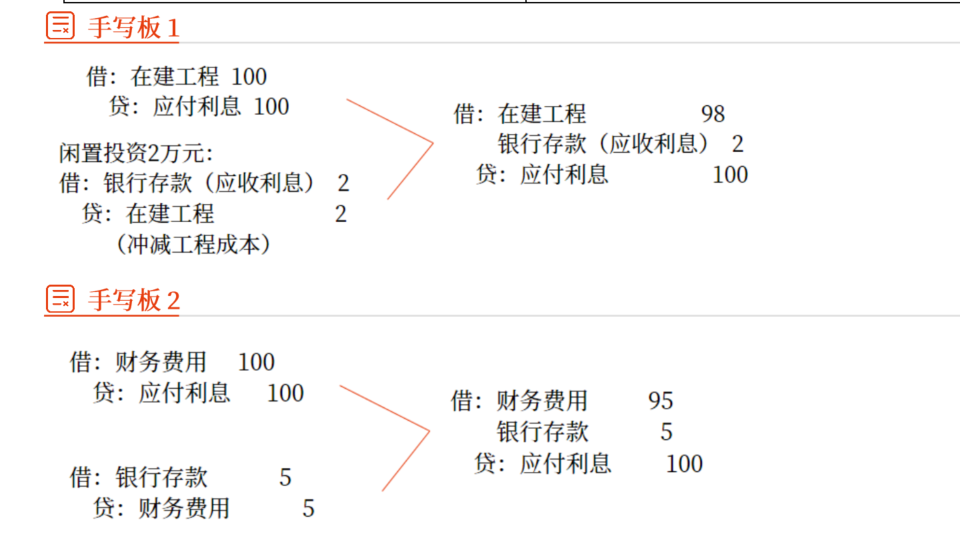 手写板 1
借：在建工程 100
贷：应付利息 100
闲置投资2万元：
借：银行存款（应收利息） 2
贷：在建工程 2
（冲减工程成本）
借：在建工程 98
银行存款（应收利息） 2
贷：应付利息 100
手写板 2
借：财务费用 100
贷：应付利息 100
借：银行存款 5
贷：财务费用 5
借：财务费用 95
银行存款 5
贷：应付利息 100